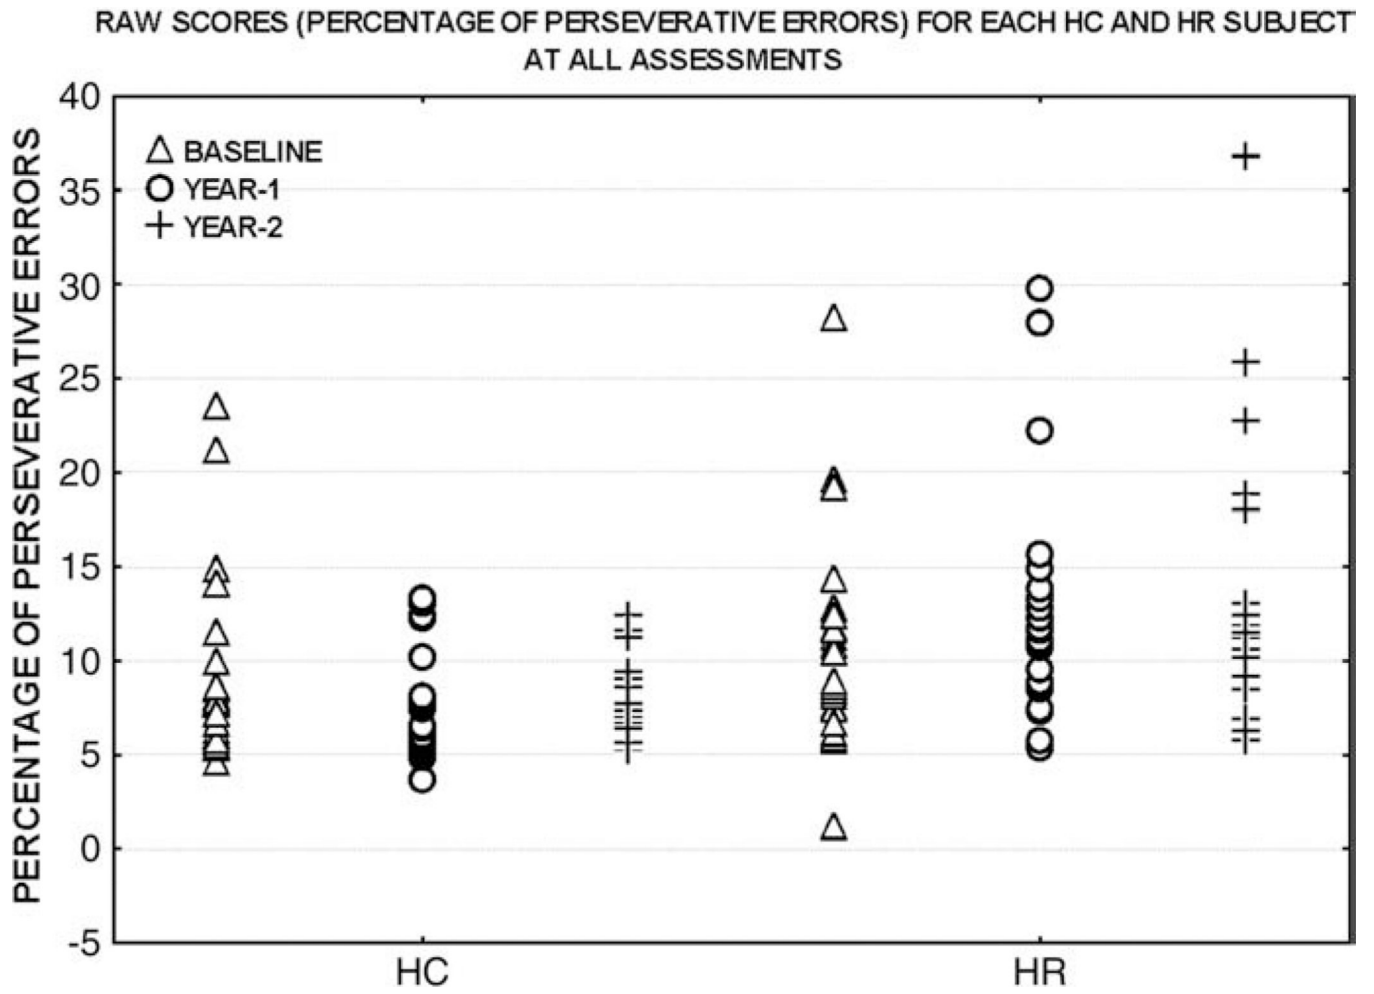 RAW SCORES (PERCENTAGE OF PERSEVERATIVE ERRORS) FOR EACH HC AND HR SUBJECT
AT ALL ASSESSMENTS
PERCENTAGE OF PERSEVERATIVE ERRORS
40
35
30
25
20
15
10
5
0
-5
BASELINE
YEAR-1
YEAR-2
HC
HR